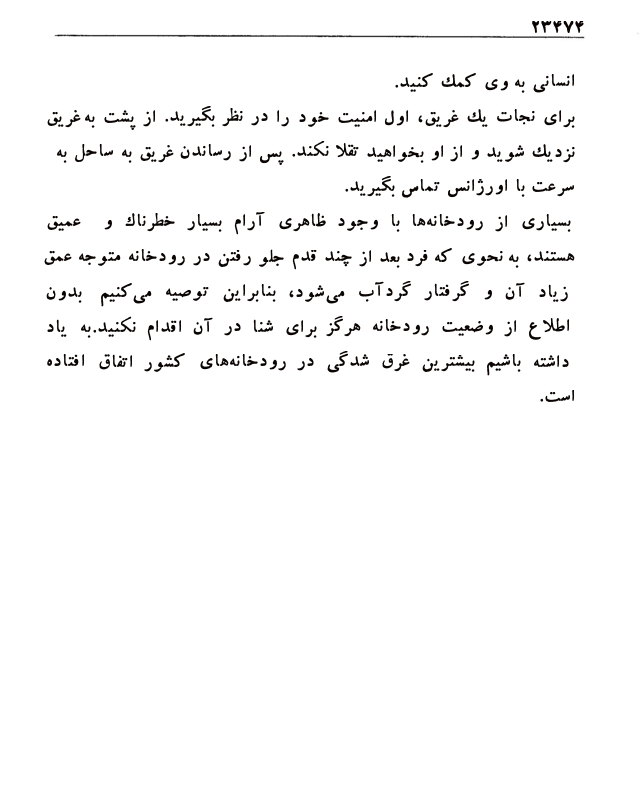 ۲۳۴۷۴
انسانی به وی کمك کنید.
برای نجات یك غریق، اول امنیت خود را در نظر بگیرید. از پشت به غریق
نزدیك شوید و از او بخواهید تقلا نکند. پس از رساندن غریق به ساحل به
سرعت با اورژانس تماس بگیرید.
بسیاری از رودخانه‌ها با وجود ظاهری آرام بسیار خطرناك و عمیق
هستند، به نحوی که فرد بعد از چند قدم جلو رفتن در رودخانه متوجه عمق
زیاد آن و گرفتار گردآب می‌شود، بنابراین توصیه می‌کنیم بدون
اطلاع از وضعیت رودخانه هرگز برای شنا در آن اقدام نکنید.به یاد
داشته باشیم بیشترین غرق شدگی در رودخانه‌های کشور اتفاق افتاده
است.